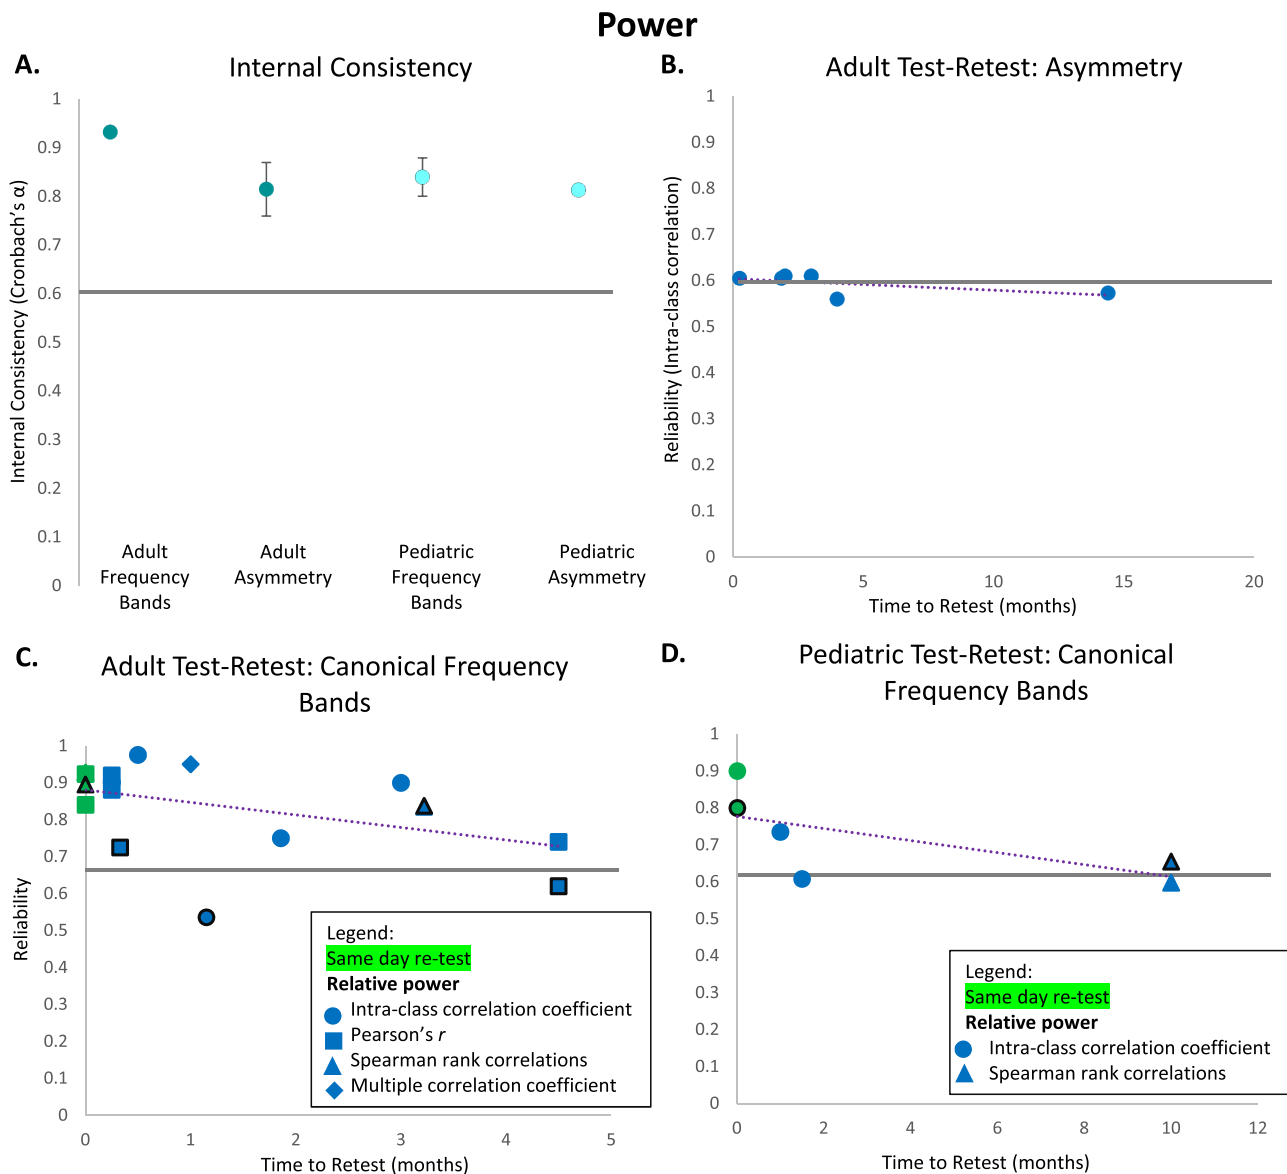 Power
A.
Internal Consistency
Internal Consistency (Cronbach's α)
1
0.9
0.8
0.7
0.6
0.5
0.4
0.3
0.2
0.1
0
Adult
Frequency
Bands
Adult
Asymmetry
Pediatric
Frequency
Bands
Pediatric
Asymmetry
B.
Adult Test-Retest: Asymmetry
Reliability (Intra-class correlation)
1
0.9
0.8
0.7
0.6
0.5
0.4
0.3
0.2
0.1
0
0 5 10 15 20
Time to Retest (months)
C.
Adult Test-Retest: Canonical Frequency
Bands
Reliability
1
0.9
0.8
0.7
0.6
0.5
0.4
0.3
0.2
0.1
0
Legend:
Same day re-test
Relative power
Intra-class correlation coefficient
Pearson's r
Spearman rank correlations
Multiple correlation coefficient
0 1 2 3 4 5
Time to Retest (months)
D.
Pediatric Test-Retest: Canonical
Frequency Bands
1
0.9
0.8
0.7
0.6
0.5
0.4
0.3
0.2
0.1
0
Legend:
Same day re-test
Relative power
Intra-class correlation coefficient
Spearman rank correlations
0 2 4 6 8 10 12
Time to Retest (months)